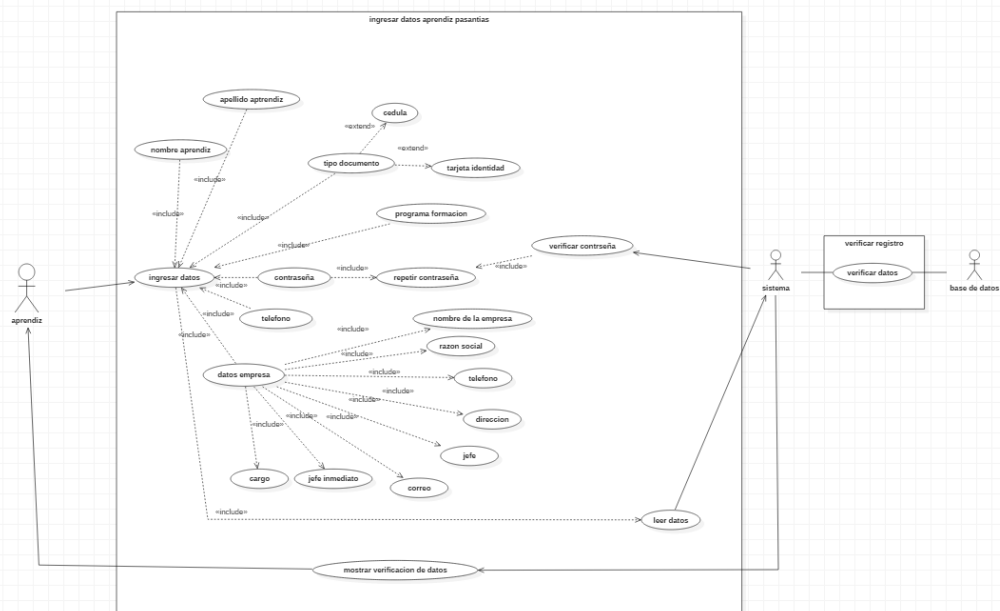 ingresar datos aprendiz pasantias
apellido aptrendiz
cedula
«extend»
nombre aprendiz
«extend»
tipo documento
tarjeta identidad
«include»
«include»
«include»
programa formacion
«include»
verificar contrseña
verificar registro
«include»
«include»
ingresar datos
contraseña
repetir contraseña
verificar datos
sistema
base de datos
aprendiz
«include»
telefono
«include»
nombre de la empresa
«include»
«include»
razon social
«include»
datos empresa
«include»
telefono
«include»
«include»
direccion
«include»
«include»
«include»
jefe
cargo
jefe inmediato
correo
«include»
leer datos
mostrar verificacion de datos